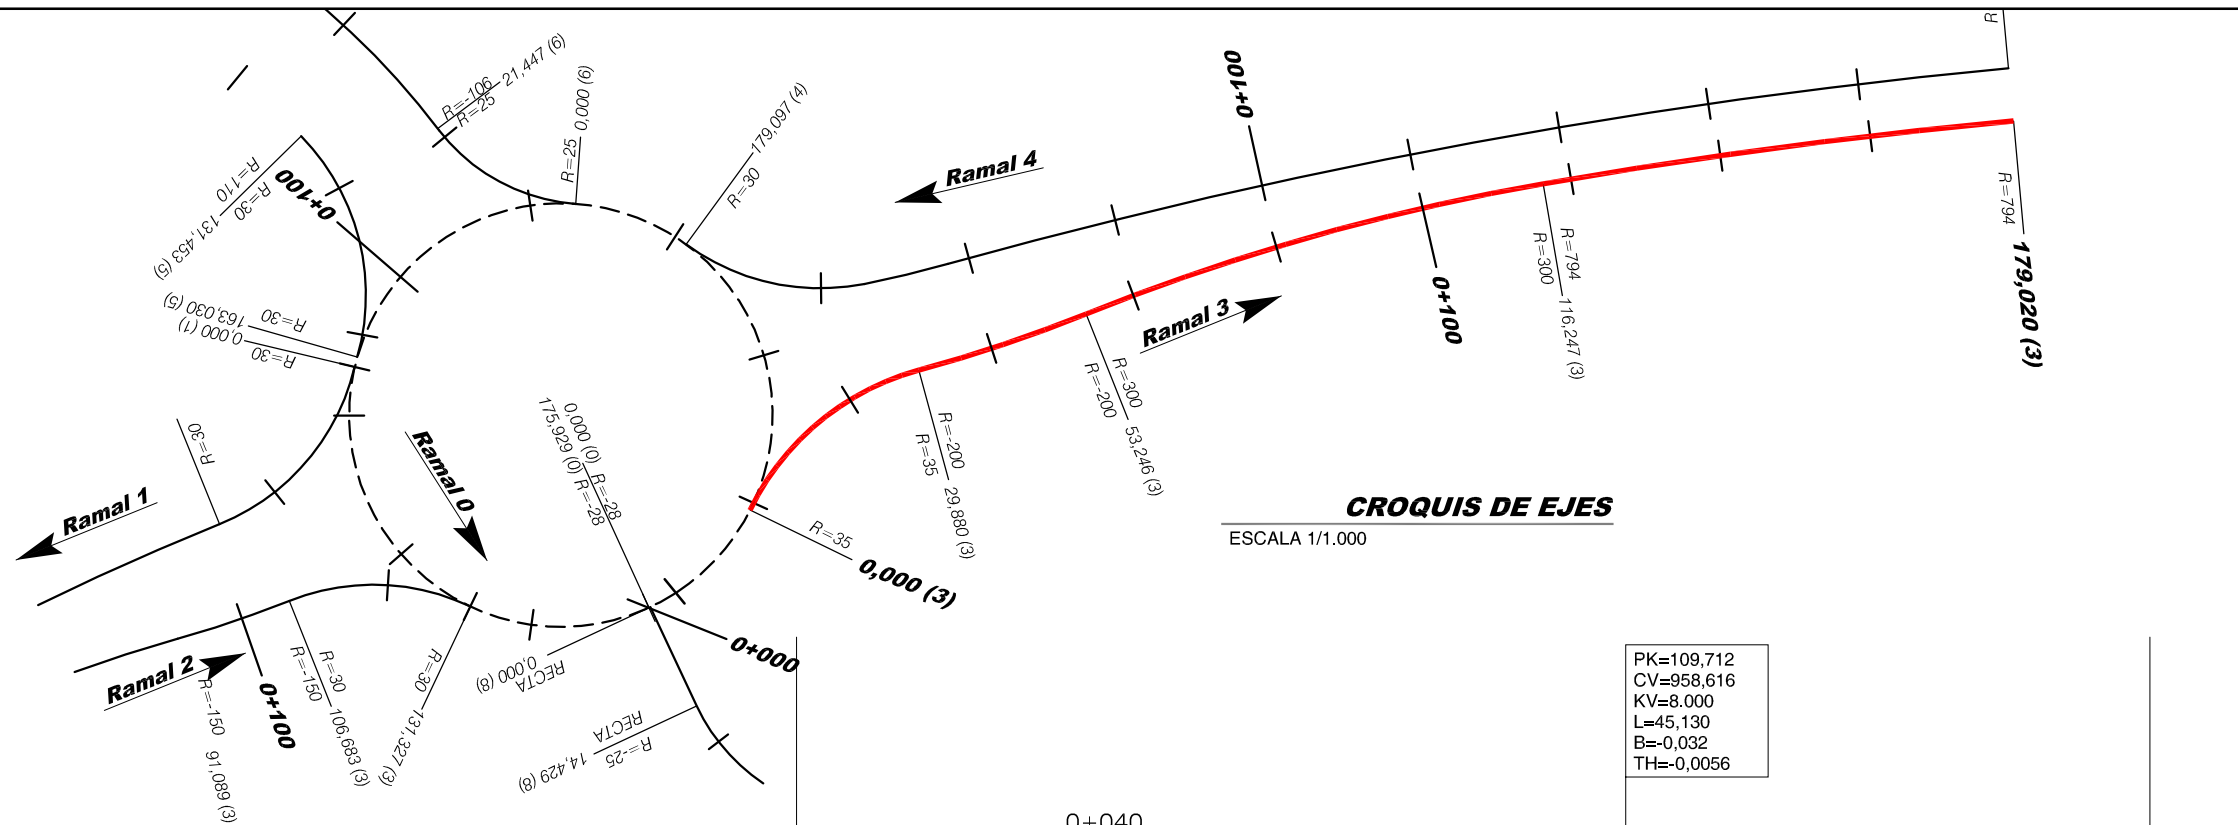 R
R=-106
R=25
21,447 (6)
R=25
0,000 (6)
R=30
179,097 (4)
0+100
Ramal 4
R=110
R=30
131,453 (5)
0+100
R=30
163,030 (5)
0,000 (1)
R=30
R=30
Ramal 1
Ramal 0
0,000 (0)
R=-28
175,929 (0)
R=-28
R=794
179,020 (3)
R=794
R=300
116,247 (3)
0+100
Ramal 3
R=300
R=-200
53,246 (3)
R=-200
R=35
29,880 (3)
R=35
0,000 (3)
CROQUIS DE EJES
ESCALA 1/1.000
Ramal 2
R=-150
91,089 (3)
0+100
R=30
R=-150
106,683 (3)
R=30
131,327 (3)
RECTA
0,000 (8)
0+000
RECTA
R=-25
14,429 (8)
PK=109,712
CV=958,616
KV=8.000
L=45,130
B=-0,032
TH=-0,0056
0+040